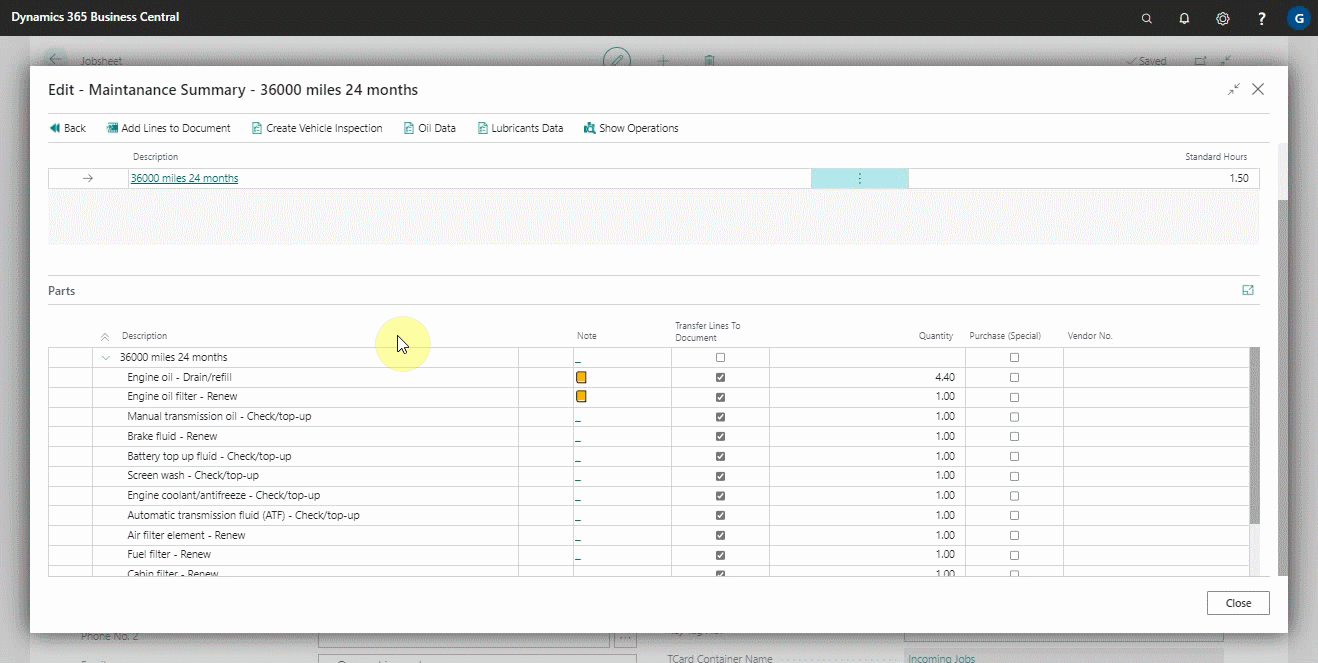 Dynamics 365 Business Central
G
Jobsheet
Saved
Edit - Maintanance Summary - 36000 miles 24 months
Back Add Lines to Document Create Vehicle Inspection Oil Data Lubricants Data Show Operations
Description Standard Hours
36000 miles 24 months 1.50
Parts
Description Note Transfer Lines To Document Quantity Purchase (Special) Vendor No.
36000 miles 24 months _
Engine oil - Drain/refill 4.40
Engine oil filter - Renew 1.00
Manual transmission oil - Check/top-up _ 1.00
Brake fluid - Renew _ 1.00
Battery top up fluid - Check/top-up _ 1.00
Screen wash - Check/top-up _ 1.00
Engine coolant/antifreeze - Check/top-up _ 1.00
Automatic transmission fluid (ATF) - Check/top-up _ 1.00
Air filter element - Renew _ 1.00
Fuel filter - Renew _ 1.00
Cabin filter - Renew 1.00
Close
Phone No. 2
TCard Container Name Incoming Jobs